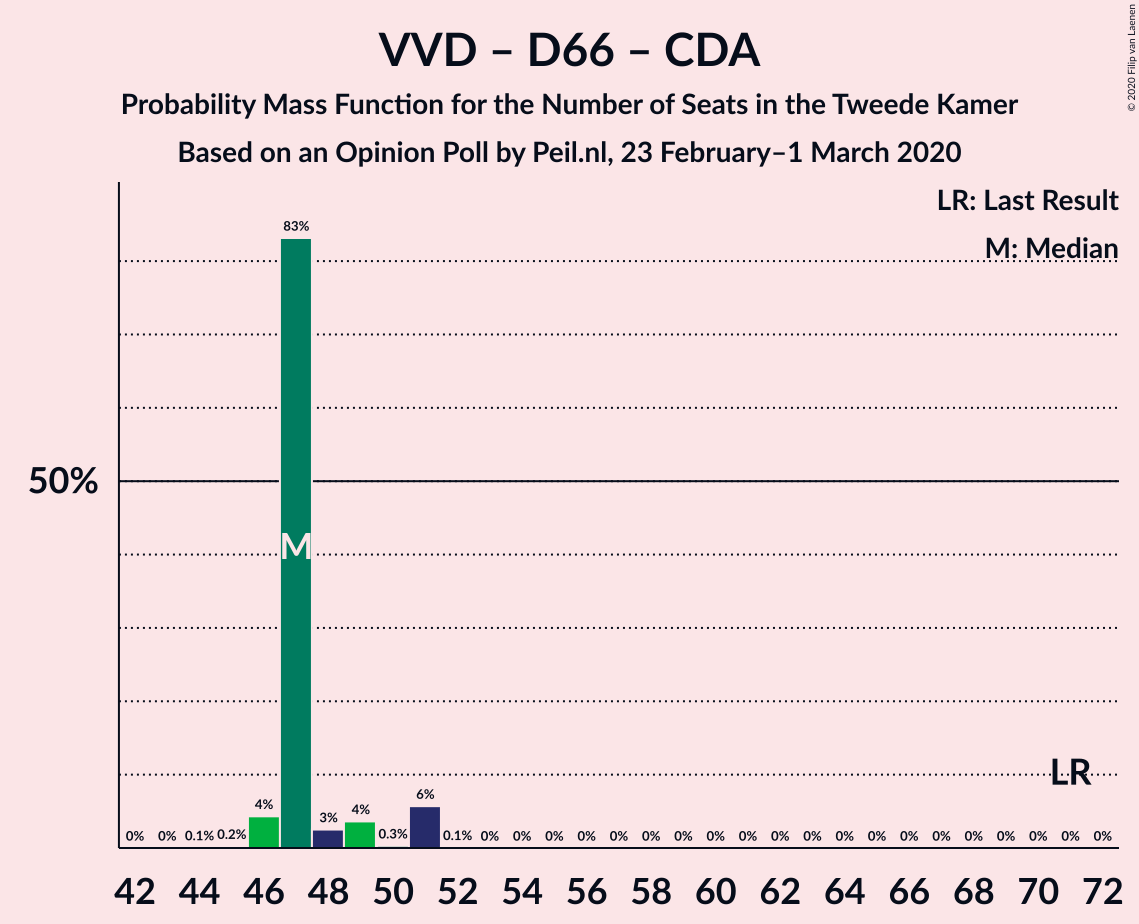 VVD – D66 – CDA
Probability Mass Function for the Number of Seats in the Tweede Kamer
Based on an Opinion Poll by Peil.nl, 23 February–1 March 2020
© 2020 Filip van Laenen
LR: Last Result
M: Median
50%
83%
M
LR
0% 0% 0.1% 0.2% 4% 3% 4% 0.3% 6% 0.1% 0% 0% 0% 0% 0% 0% 0% 0% 0% 0% 0% 0% 0% 0% 0% 0% 0% 0% 0% 0%
42 44 46 48 50 52 54 56 58 60 62 64 66 68 70 72